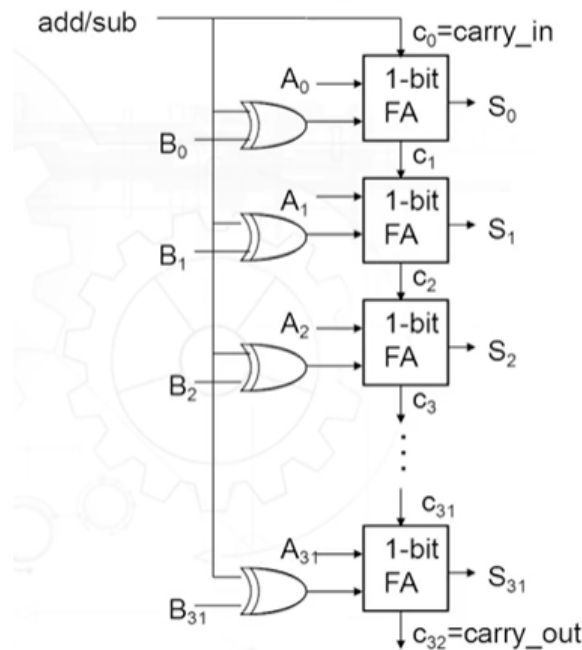 add/sub
c₀=carry_in
A₀
1-bit
FA
S₀
B₀
c₁
A₁
1-bit
FA
S₁
B₁
c₂
A₂
1-bit
FA
S₂
B₂
c₃
c₃₁
A₃₁
1-bit
FA
S₃₁
B₃₁
c₃₂=carry_out